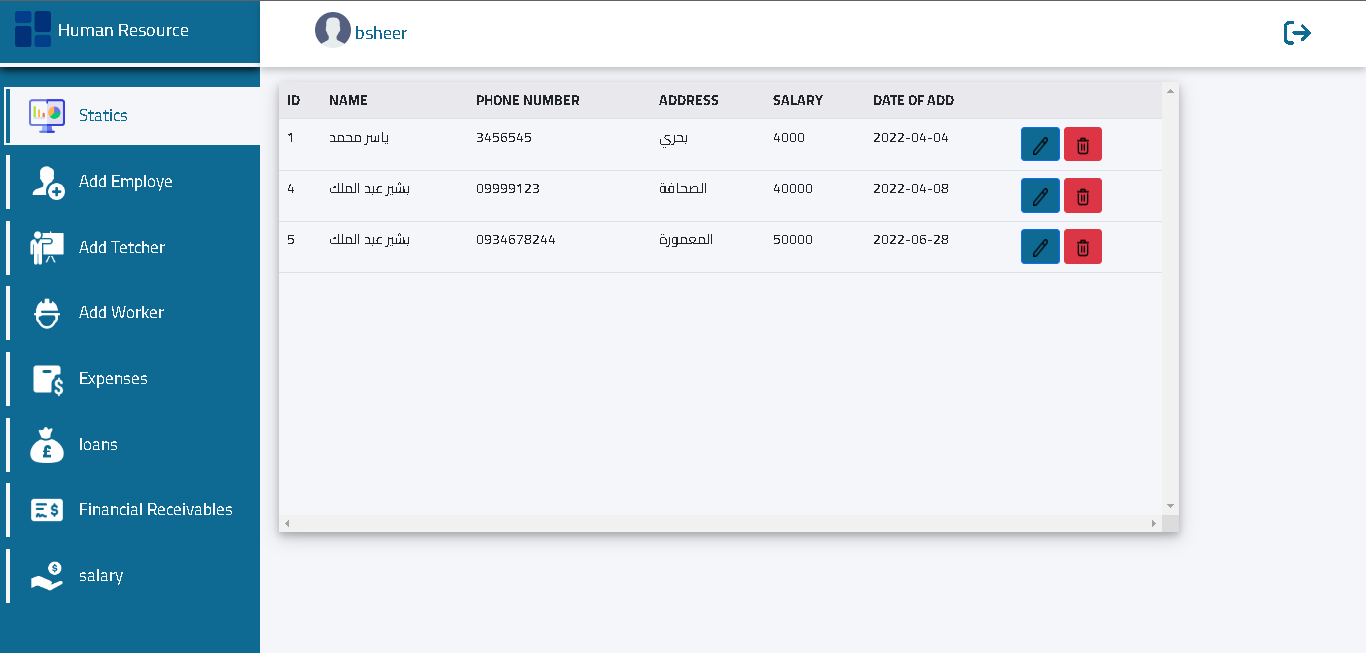 Human Resource
bsheer
Statics
Add Employe
Add Tetcher
Add Worker
Expenses
loans
Financial Receivables
salary
ID NAME PHONE NUMBER ADDRESS SALARY DATE OF ADD
1 ياسر محمد 3456545 بحري 4000 2022-04-04
4 بشير عبد الملك 09999123 الصحافة 40000 2022-04-08
5 بشير عبد الملك 0934678244 المعمورة 50000 2022-06-28